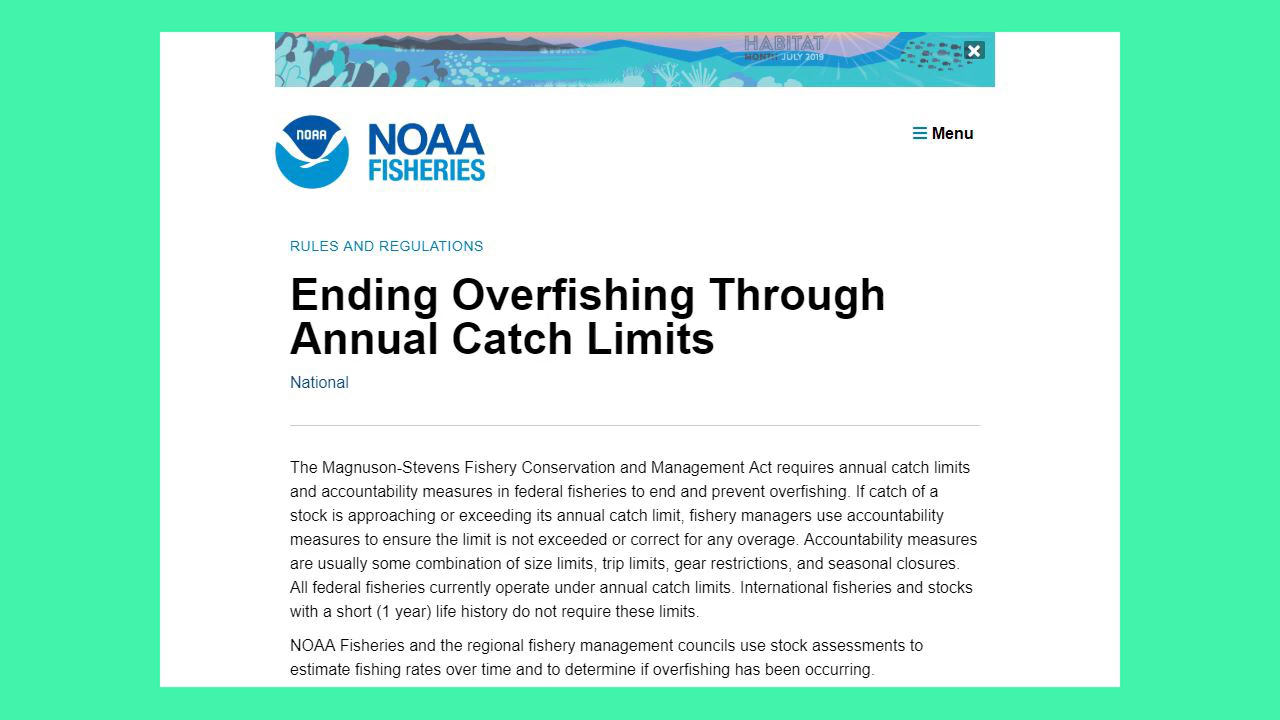 HABITAT
MONTH JULY 2019
NOAA
NOAA
FISHERIES
Menu
RULES AND REGULATIONS
Ending Overfishing Through
Annual Catch Limits
National
The Magnuson-Stevens Fishery Conservation and Management Act requires annual catch limits
and accountability measures in federal fisheries to end and prevent overfishing. If catch of a
stock is approaching or exceeding its annual catch limit, fishery managers use accountability
measures to ensure the limit is not exceeded or correct for any overage. Accountability measures
are usually some combination of size limits, trip limits, gear restrictions, and seasonal closures.
All federal fisheries currently operate under annual catch limits. International fisheries and stocks
with a short (1 year) life history do not require these limits.
NOAA Fisheries and the regional fishery management councils use stock assessments to
estimate fishing rates over time and to determine if overfishing has been occurring.